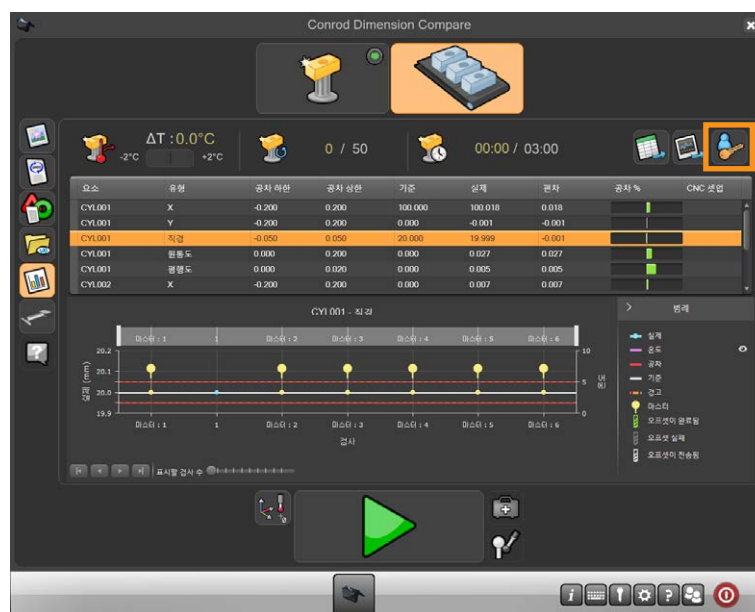 Conrod Dimension Compare
ΔT : 0.0°C
-2°C +2°C
0 / 50
00:00 / 03:00
요소 유형 공차 하한 공차 상한 기준 실제 편차 공차 % CNC 셋업
CYL001 X -0.200 0.200 100.000 100.018 0.018
CYL001 Y -0.200 0.200 0.000 -0.001 -0.001
CYL001 직경 -0.050 0.050 20.000 19.999 -0.001
CYL001 원통도 0.000 0.200 0.000 0.027 0.027
CYL001 평행도 0.000 0.020 0.000 0.005 0.005
CYL002 X -0.200 0.200 0.000 0.007 0.007
CYL001 - 직경
마스터 : 1 1 마스터 : 2 마스터 : 3 마스터 : 4 마스터 : 5 마스터 : 6
20.2 10
20.1
20.0 5
19.9 0
실제 (mm)
온도
마스터 : 1 1 마스터 : 2 마스터 : 3 마스터 : 4 마스터 : 5 마스터 : 6
검사
표시할 검사 수
범례
실제
온도
공차
기준
경고
마스터
오프셋이 완료됨
오프셋 실패
오프셋이 전송됨